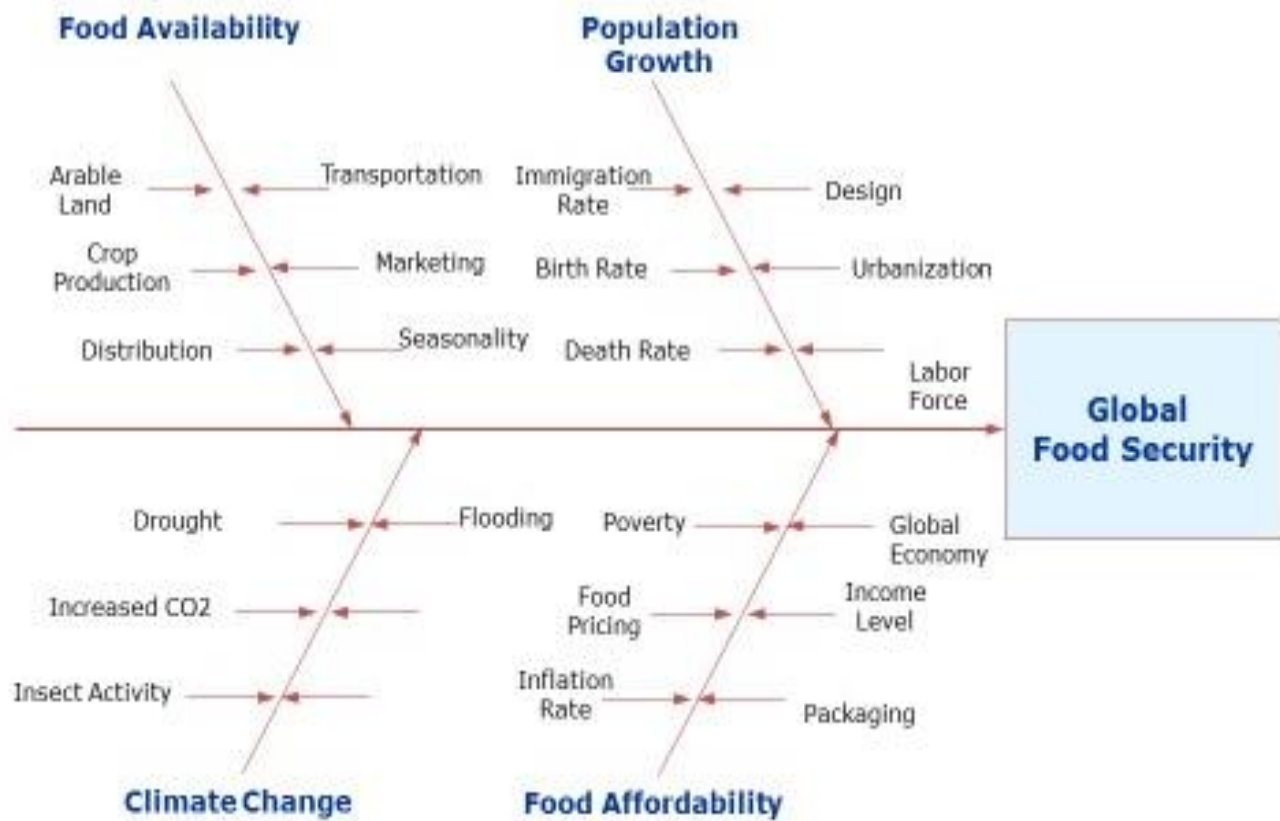 Food Availability
Population
Growth
Arable
Land
Transportation
Immigration
Rate
Design
Crop
Production
Marketing
Birth Rate
Urbanization
Distribution
Seasonality
Death Rate
Labor
Force
Global
Food Security
Drought
Flooding
Poverty
Global
Economy
Increased CO2
Food
Pricing
Income
Level
Insect Activity
Inflation
Rate
Packaging
Climate Change
Food Affordability